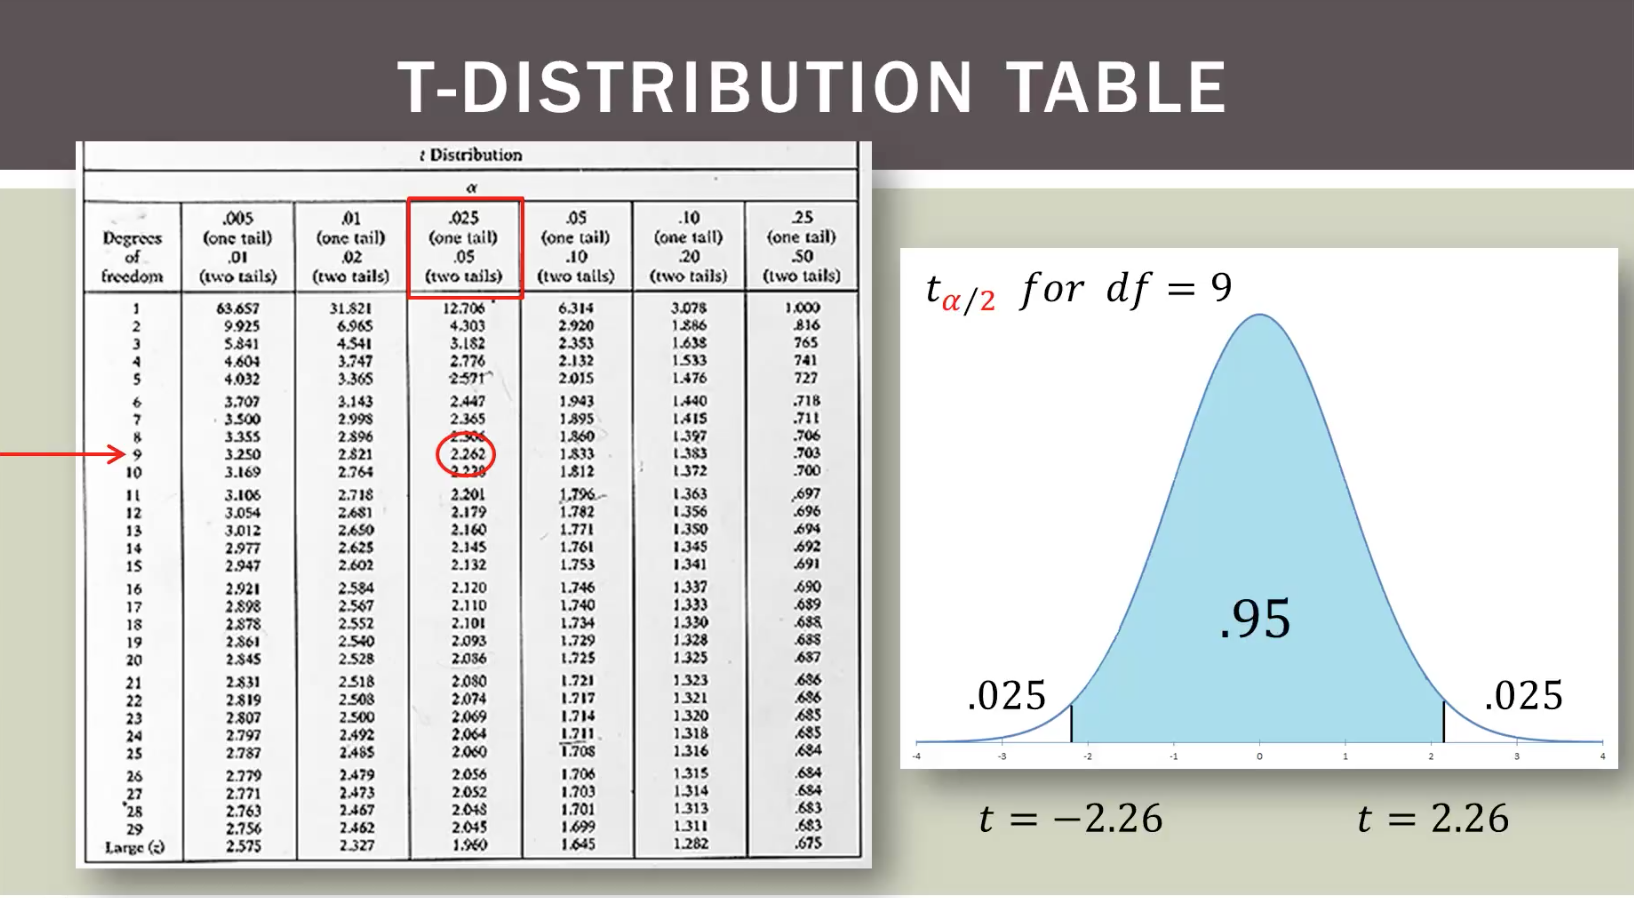 T-DISTRIBUTION TABLE
t Distribution
α
Degrees of freedom .005 (one tail) .01 (two tails) .01 (one tail) .02 (two tails) .025 (one tail) .05 (two tails) .05 (one tail) .10 (two tails) .10 (one tail) .20 (two tails) .25 (one tail) .50 (two tails)
1 63.657 31.821 12.706 6.314 3.078 1.000
2 9.925 6.965 4.303 2.920 1.886 .816
3 5.841 4.541 3.182 2.353 1.638 765
4 4.604 3.747 2.776 2.132 1.533 741
5 4.032 3.365 2.571 2.015 1.476 727
6 3.707 3.143 2.447 1.943 1.440 .718
7 3.500 2.998 2.365 1.895 1.415 .711
8 3.355 2.896 2.306 1.860 1.397 .706
9 3.250 2.821 2.262 1.833 1.383 .703
10 3.169 2.764 2.228 1.812 1.372 .700
11 3.106 2.718 2.201 1.796 1.363 .697
12 3.054 2.681 2.179 1.782 1.356 .696
13 3.012 2.650 2.160 1.771 1.350 .694
14 2.977 2.625 2.145 1.761 1.345 .692
15 2.947 2.602 2.132 1.753 1.341 .691
16 2.921 2.584 2.120 1.746 1.337 .690
17 2.898 2.567 2.110 1.740 1.333 .689
18 2.878 2.552 2.101 1.734 1.330 .688
19 2.861 2.540 2.093 1.729 1.328 .688
20 2.845 2.528 2.086 1.725 1.325 .687
21 2.831 2.518 2.080 1.721 1.323 .686
22 2.819 2.508 2.074 1.717 1.321 .686
23 2.807 2.500 2.069 1.714 1.320 .685
24 2.797 2.492 2.064 1.711 1.318 .685
25 2.787 2.485 2.060 1.708 1.316 .684
26 2.779 2.479 2.056 1.706 1.315 .684
27 2.771 2.473 2.052 1.703 1.314 .684
28 2.763 2.467 2.048 1.701 1.313 .683
29 2.756 2.462 2.045 1.699 1.311 .683
Large (z) 2.575 2.327 1.960 1.645 1.282 .675
tα/2 for df = 9
.95
.025 .025
-4 -3 -2 -1 0 1 2 3 4
t = −2.26 t = 2.26